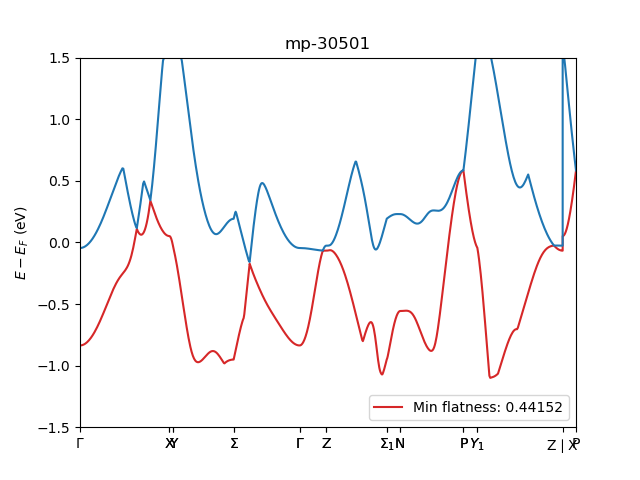 mp-30501
1.5
1.0
0.5
0.0
−0.5
−1.0
−1.5
E − E_F (eV)
Min flatness: 0.44152
Γ X Y Σ Γ Z Σ₁ N P Y₁ Z | X P